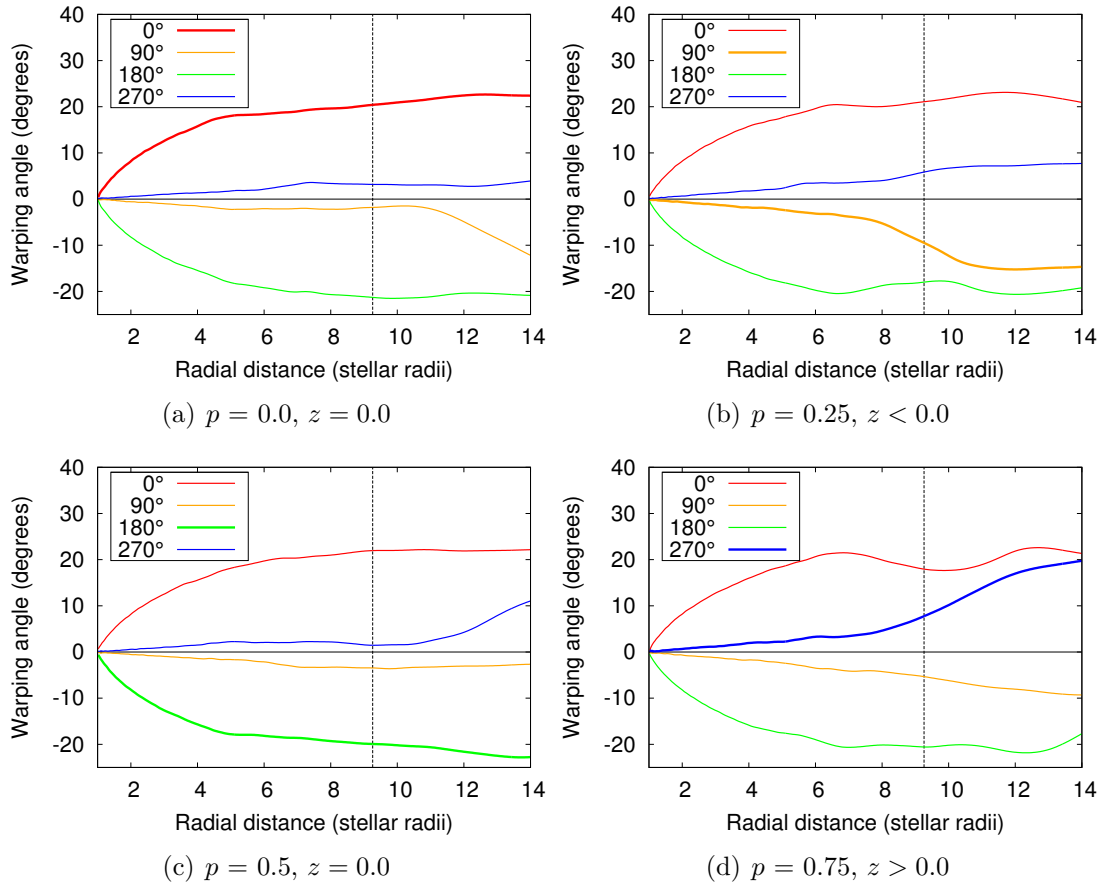 40
30
20
10
0
-10
-20
Warping angle (degrees)
0°
90°
180°
270°
2 4 6 8 10 12 14
Radial distance (stellar radii)
(a) p = 0.0, z = 0.0
40
30
20
10
0
-10
-20
Warping angle (degrees)
0°
90°
180°
270°
2 4 6 8 10 12 14
Radial distance (stellar radii)
(b) p = 0.25, z < 0.0
40
30
20
10
0
-10
-20
Warping angle (degrees)
0°
90°
180°
270°
2 4 6 8 10 12 14
Radial distance (stellar radii)
(c) p = 0.5, z = 0.0
40
30
20
10
0
-10
-20
Warping angle (degrees)
0°
90°
180°
270°
2 4 6 8 10 12 14
Radial distance (stellar radii)
(d) p = 0.75, z > 0.0